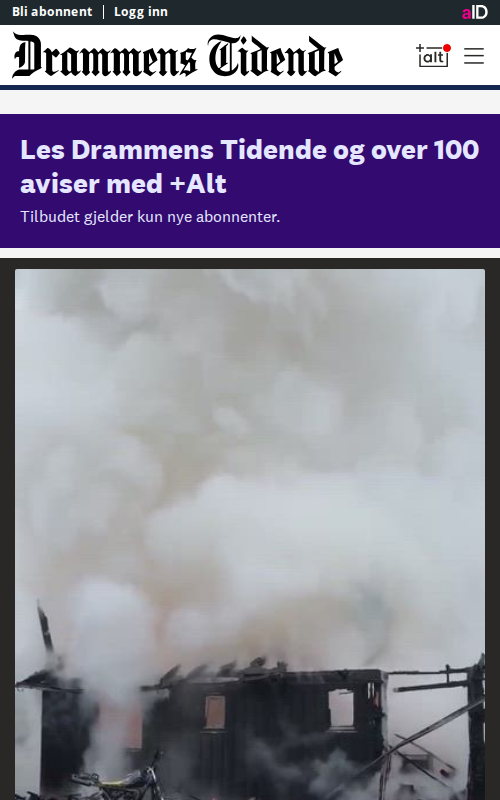 Bli abonnent | Logg inn
aID
Drammens Tidende
+alt
Les Drammens Tidende og over 100
aviser med +Alt
Tilbudet gjelder kun nye abonnenter.